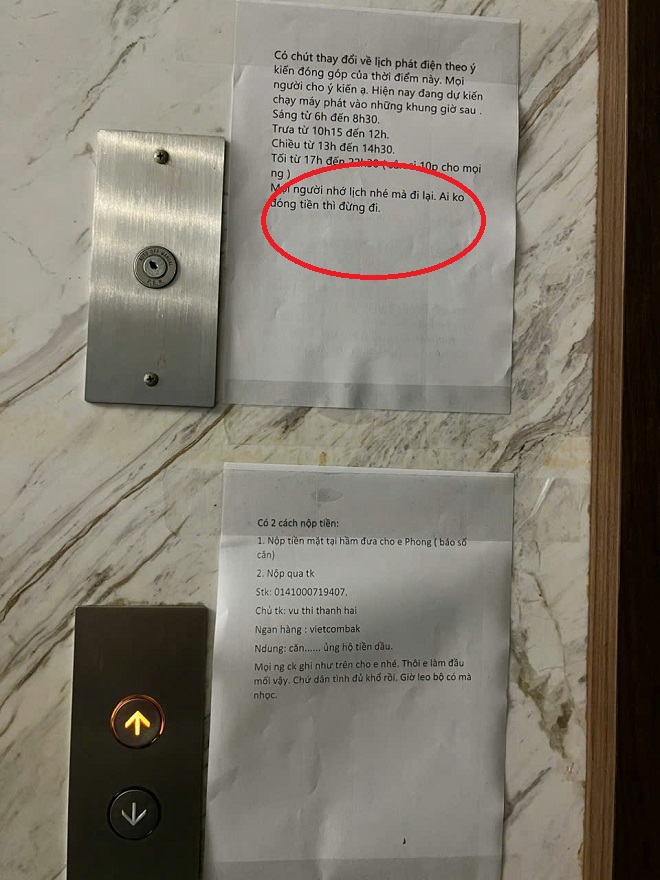 Có chút thay đổi về lịch phát điện theo ý
kiến đóng góp của thời điểm này. Mọi
người cho ý kiến ạ. Hiện nay đang dự kiến
chạy máy phát vào những khung giờ sau .
Sáng từ 6h đến 8h30.
Trưa từ 10h15 đến 12h.
Chiều từ 13h đến 14h30.
Tối từ 17h đến 22h30 ( 10p cho mọi
ng )
Mọi người nhớ lịch nhé mà đi lại. Ai ko
đóng tiền thì đừng đi.
Có 2 cách nộp tiền:
1. Nộp tiền mặt tại hầm đưa cho e Phong ( báo số
căn)
2. Nộp qua tk
Stk: 0141000719407.
Chủ tk: vu thi thanh hai
Ngan hàng : vietcombak
Ndung: căn...... ủng hộ tiền dầu.
Mọi ng ck ghi như trên cho e nhé. Thôi e làm đầu
mối vậy. Chứ dân tình đủ khổ rồi. Giờ leo bộ có mà
nhọc.